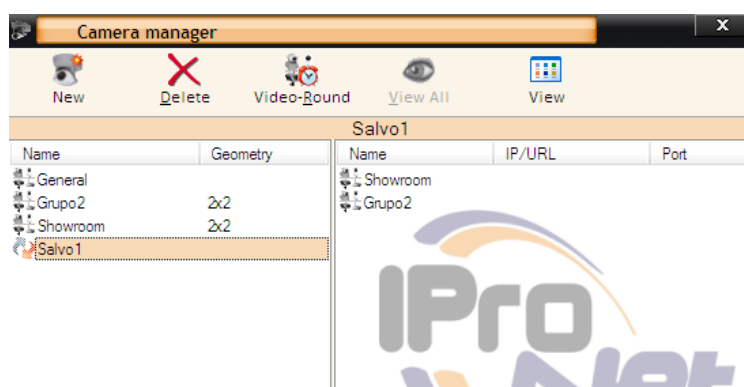 Camera manager
X
New
Delete
Video-Round
View All
View
Salvo1
Name Geometry
General
Grupo2 2x2
Showroom 2x2
Salvo1
Name IP/URL Port
Showroom
Grupo2
IPro
Net